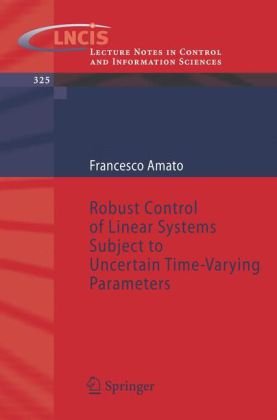 LNCIS
LECTURE NOTES IN CONTROL
AND INFORMATION SCIENCES
325
Francesco Amato
Robust Control
of Linear Systems
Subject to
Uncertain Time-Varying
Parameters
Springer